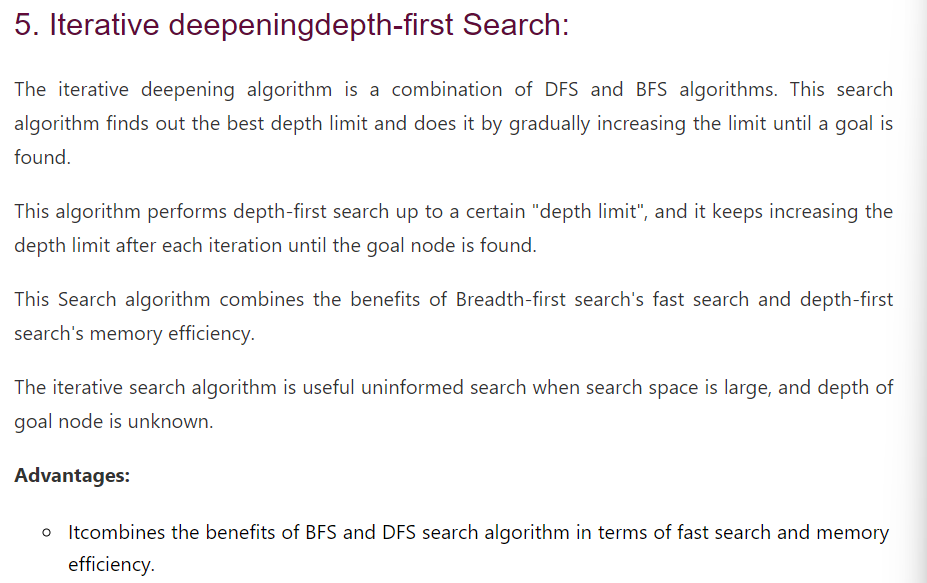 5. Iterative deepeningdepth-first Search:
The iterative deepening algorithm is a combination of DFS and BFS algorithms. This search
algorithm finds out the best depth limit and does it by gradually increasing the limit until a goal is
found.
This algorithm performs depth-first search up to a certain "depth limit", and it keeps increasing the
depth limit after each iteration until the goal node is found.
This Search algorithm combines the benefits of Breadth-first search's fast search and depth-first
search's memory efficiency.
The iterative search algorithm is useful uninformed search when search space is large, and depth of
goal node is unknown.
Advantages:
Itcombines the benefits of BFS and DFS search algorithm in terms of fast search and memory
efficiency.